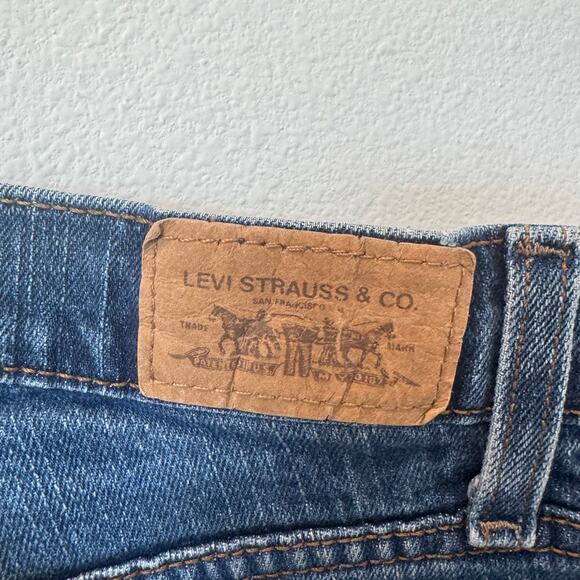 LEVI STRAUSS & CO.
SAN FRANCISCO
TRADE MARK